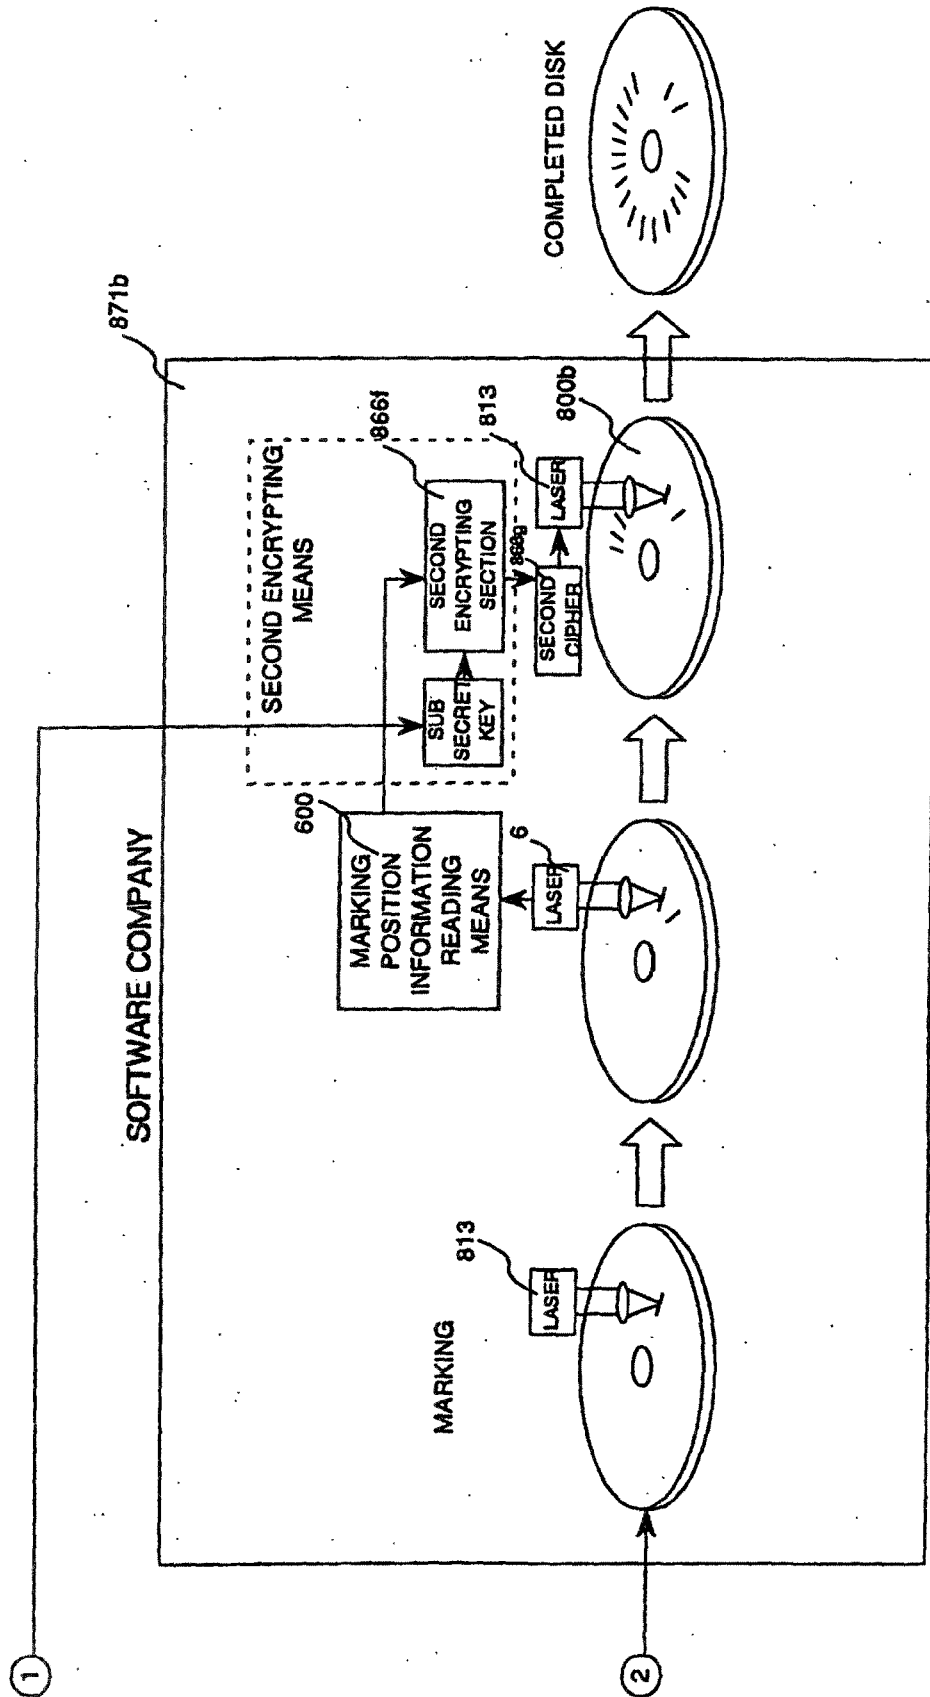 1
SOFTWARE COMPANY
871b
SECOND ENCRYPTING
MEANS
866f
SUB
SECRET
KEY
SECOND
ENCRYPTING
SECTION
600
MARKING
POSITION
INFORMATION
READING
MEANS
866g
SECOND
CIPHER
813
LASER
6
LASER
813
LASER
MARKING
800b
COMPLETED DISK
2